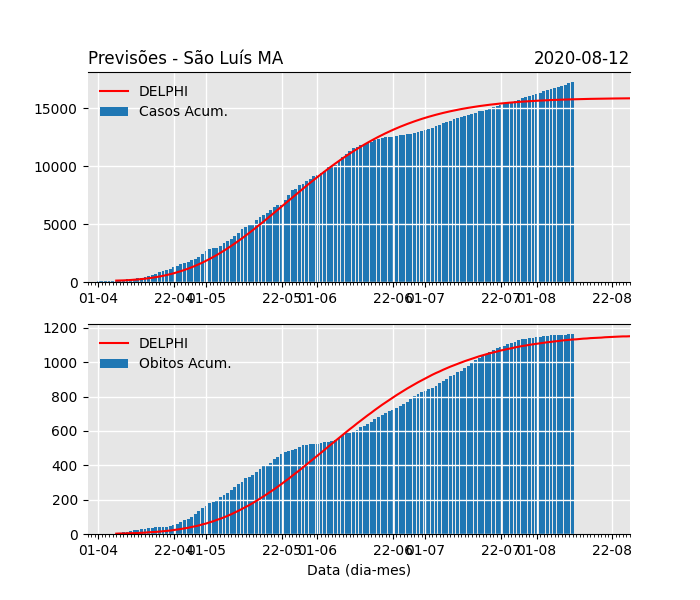 Previsões - São Luís MA 2020-08-12
DELPHI
Casos Acum.
15000
10000
5000
0
01-04 22-04 01-05 22-05 01-06 22-06 01-07 22-07 01-08 22-08
1200
DELPHI
Obitos Acum.
1000
800
600
400
200
0
01-04 22-04 01-05 22-05 01-06 22-06 01-07 22-07 01-08 22-08
Data (dia-mes)